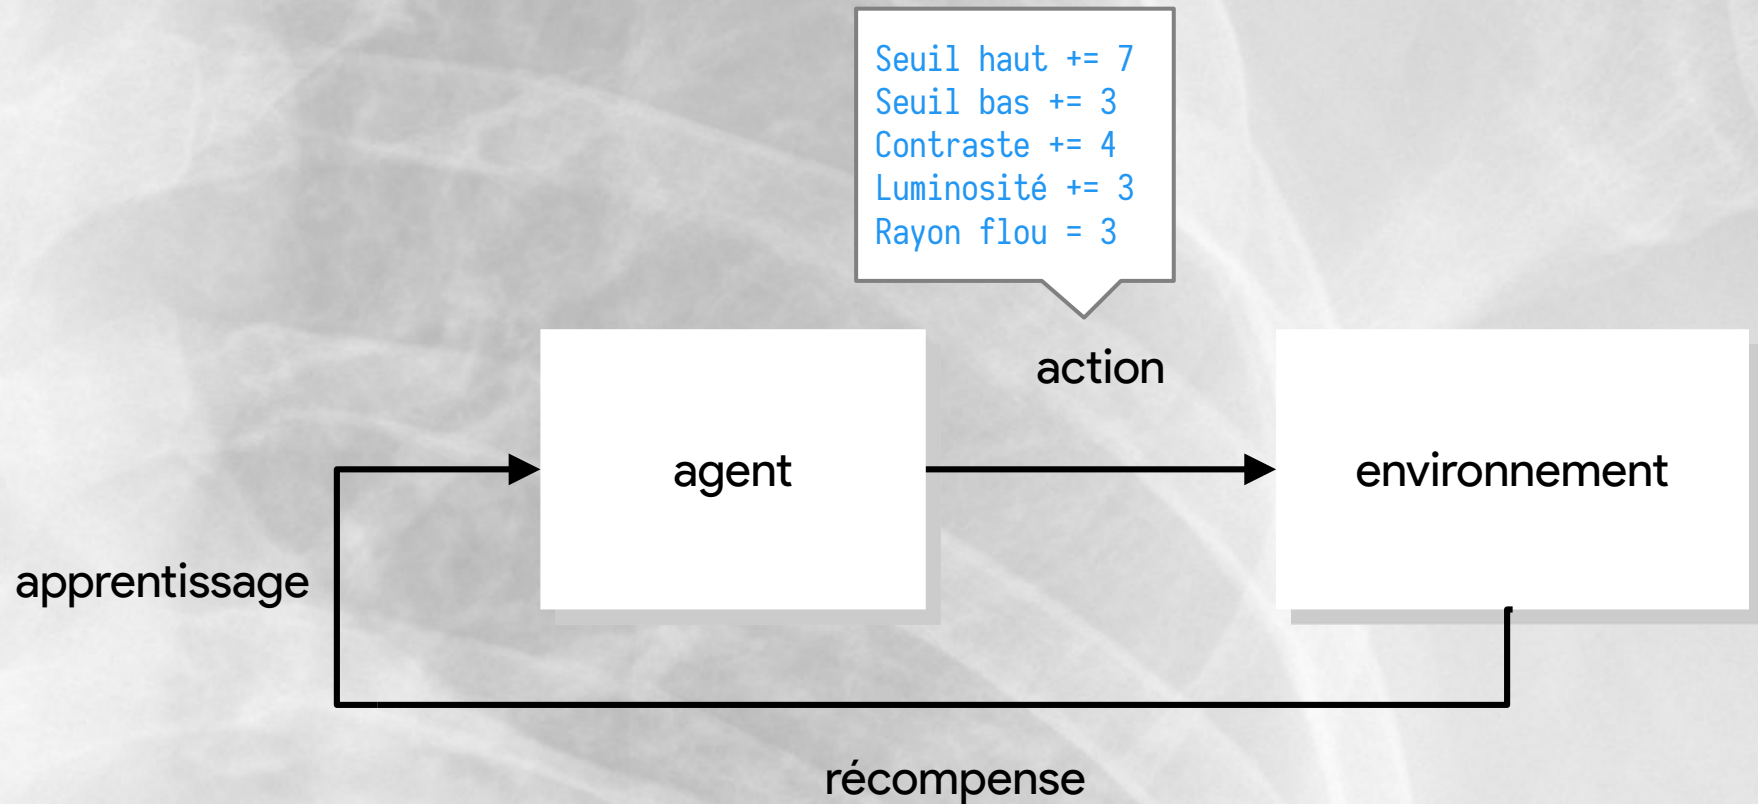 Seuil haut += 7
Seuil bas += 3
Contraste += 4
Luminosité += 3
Rayon flou = 3
action
agent
environnement
apprentissage
récompense